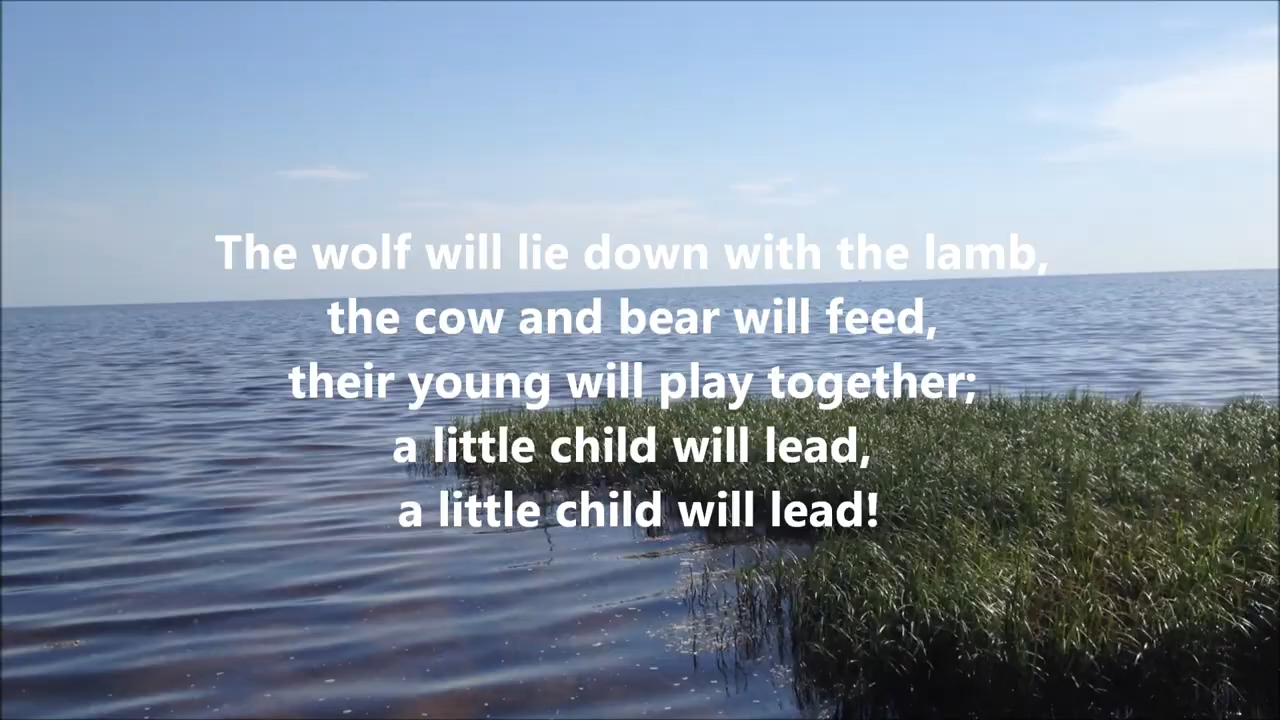 The wolf will lie down with the lamb,
the cow and bear will feed,
their young will play together;
a little child will lead,
a little child will lead!